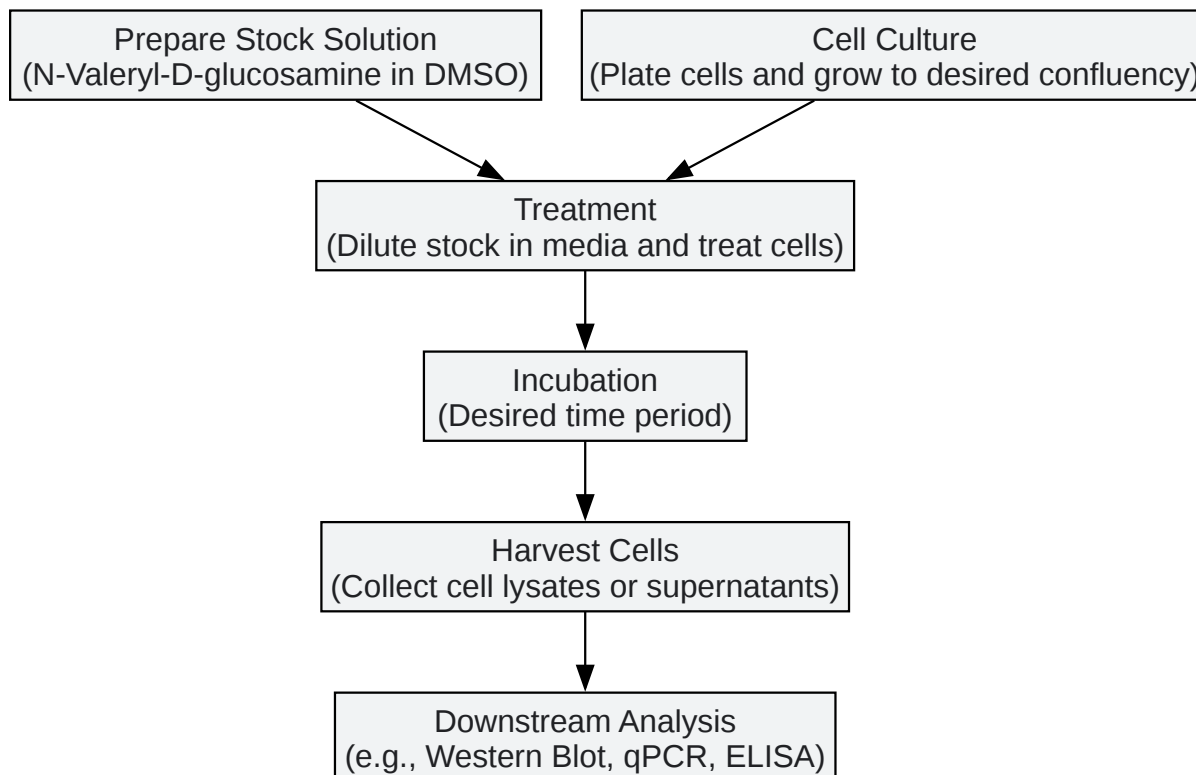 Prepare Stock Solution
(N-Valeryl-D-glucosamine in DMSO)
Cell Culture
(Plate cells and grow to desired confluency)
Treatment
(Dilute stock in media and treat cells)
Incubation
(Desired time period)
Harvest Cells
(Collect cell lysates or supernatants)
Downstream Analysis
(e.g., Western Blot, qPCR, ELISA)